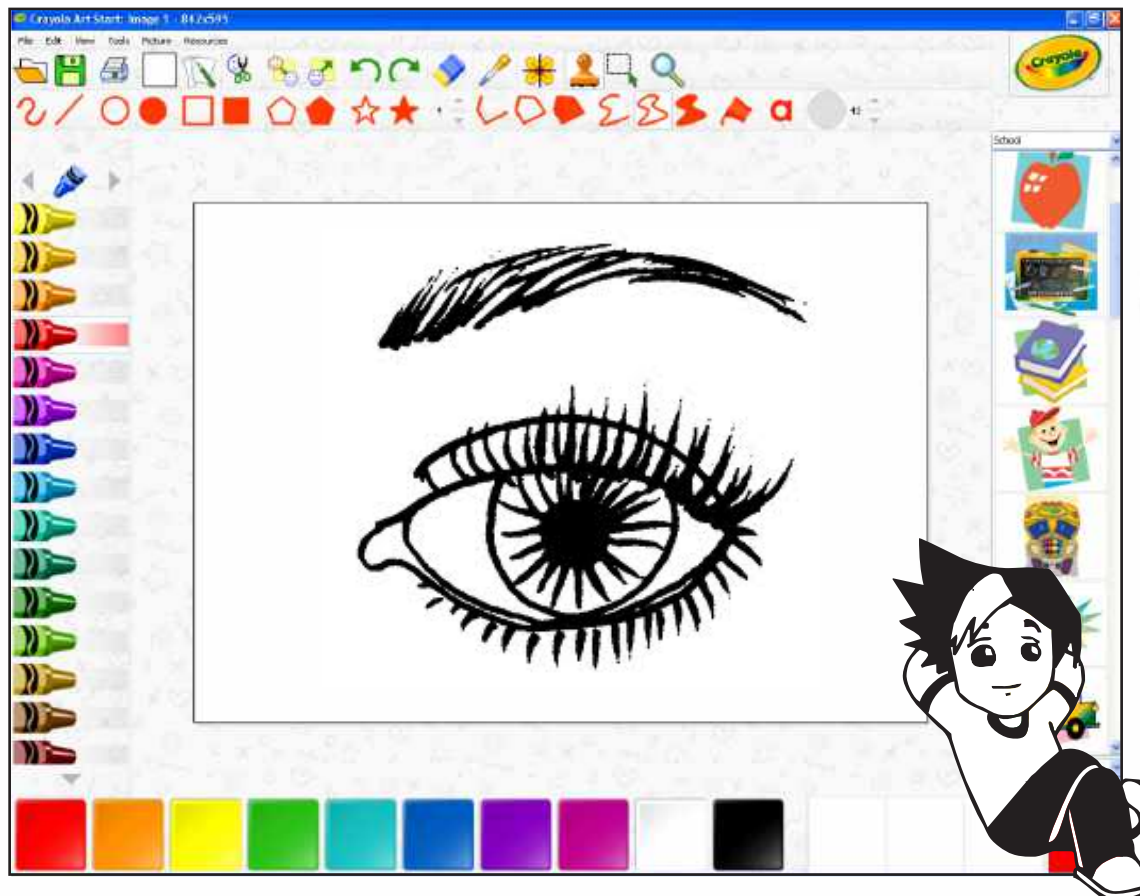 Crayola Art Start: Image 1 - 842x595
File Edit View Tools Picture Resources
Crayola
a
School